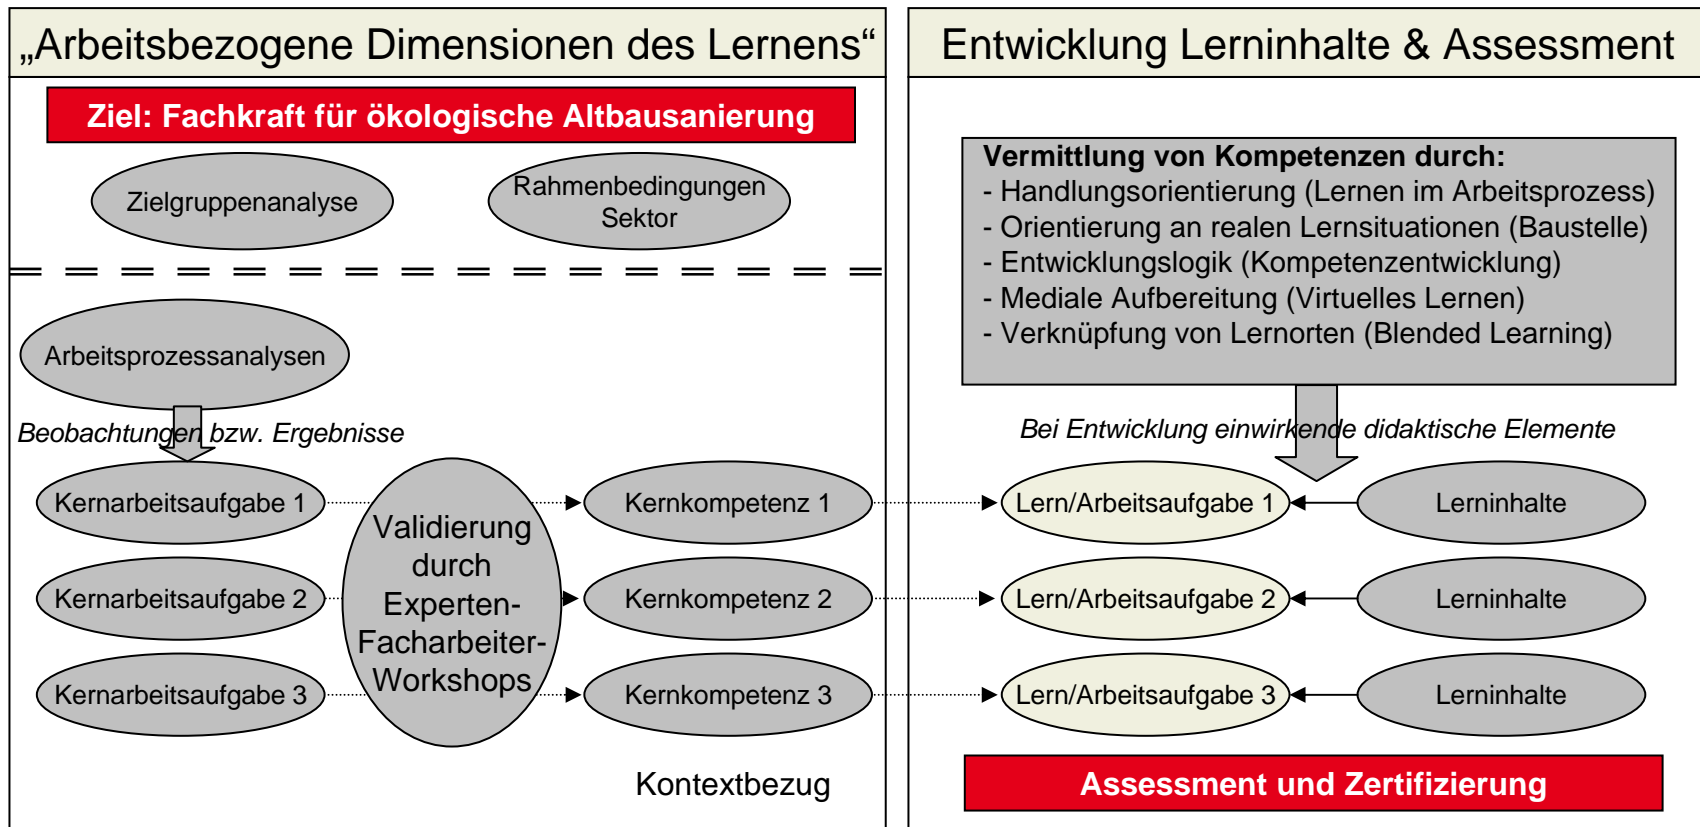 „Arbeitsbezogene Dimensionen des Lernens“
Ziel: Fachkraft für ökologische Altbausanierung
Zielgruppenanalyse
Rahmenbedingungen
Sektor
Arbeitsprozessanalysen
Beobachtungen bzw. Ergebnisse
Kernarbeitsaufgabe 1
Kernarbeitsaufgabe 2
Kernarbeitsaufgabe 3
Validierung
durch
Experten-
Facharbeiter-
Workshops
Kernkompetenz 1
Kernkompetenz 2
Kernkompetenz 3
Kontextbezug
Entwicklung Lerninhalte & Assessment
Vermittlung von Kompetenzen durch:
- Handlungsorientierung (Lernen im Arbeitsprozess)
- Orientierung an realen Lernsituationen (Baustelle)
- Entwicklungslogik (Kompetenzentwicklung)
- Mediale Aufbereitung (Virtuelles Lernen)
- Verknüpfung von Lernorten (Blended Learning)
Bei Entwicklung einwirkende didaktische Elemente
Lern/Arbeitsaufgabe 1
Lerninhalte
Lern/Arbeitsaufgabe 2
Lerninhalte
Lern/Arbeitsaufgabe 3
Lerninhalte
Assessment und Zertifizierung